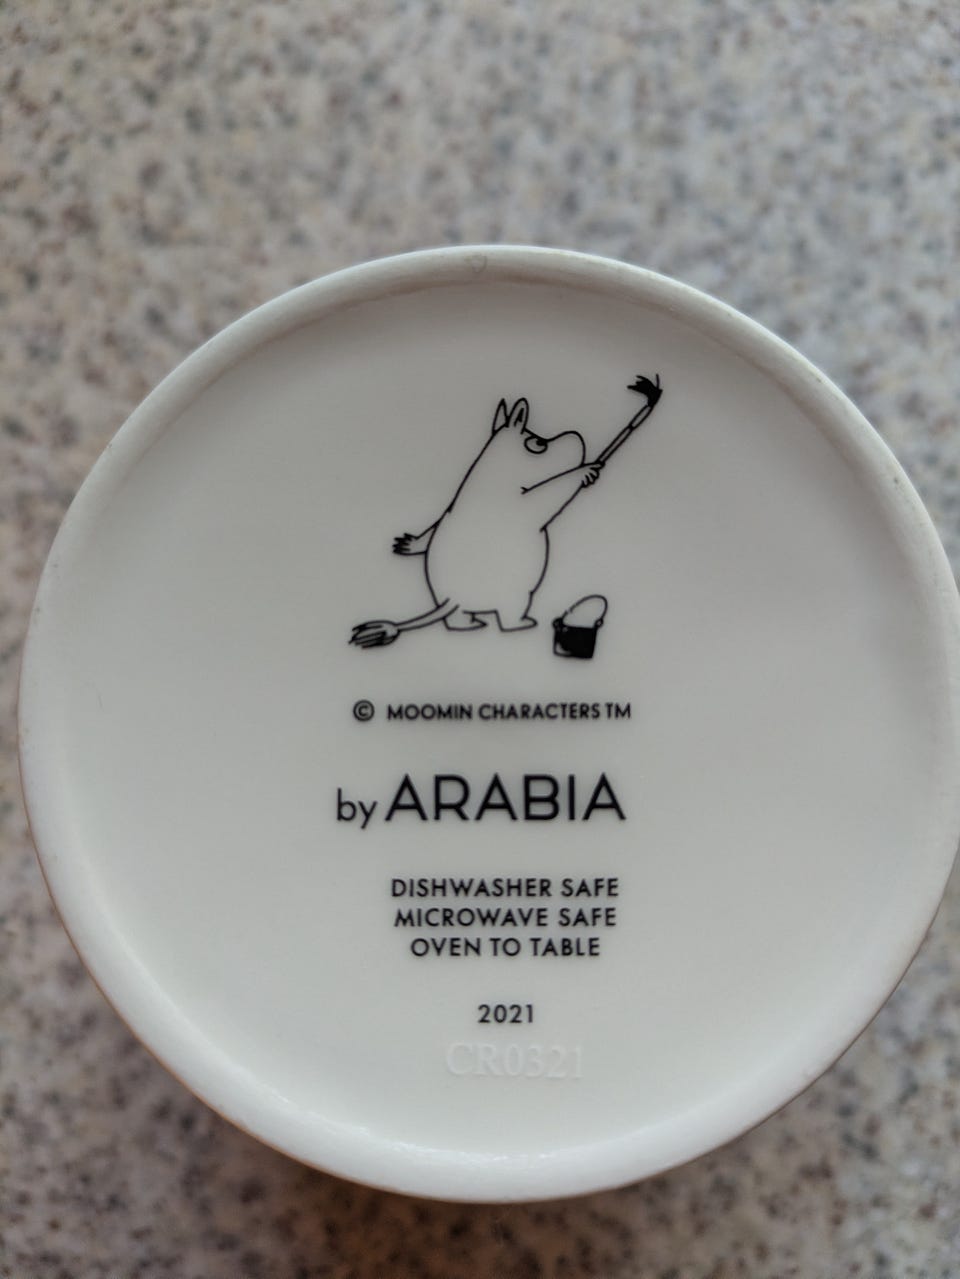 © MOOMIN CHARACTERS TM
by ARABIA
DISHWASHER SAFE
MICROWAVE SAFE
OVEN TO TABLE
2021
CR0321